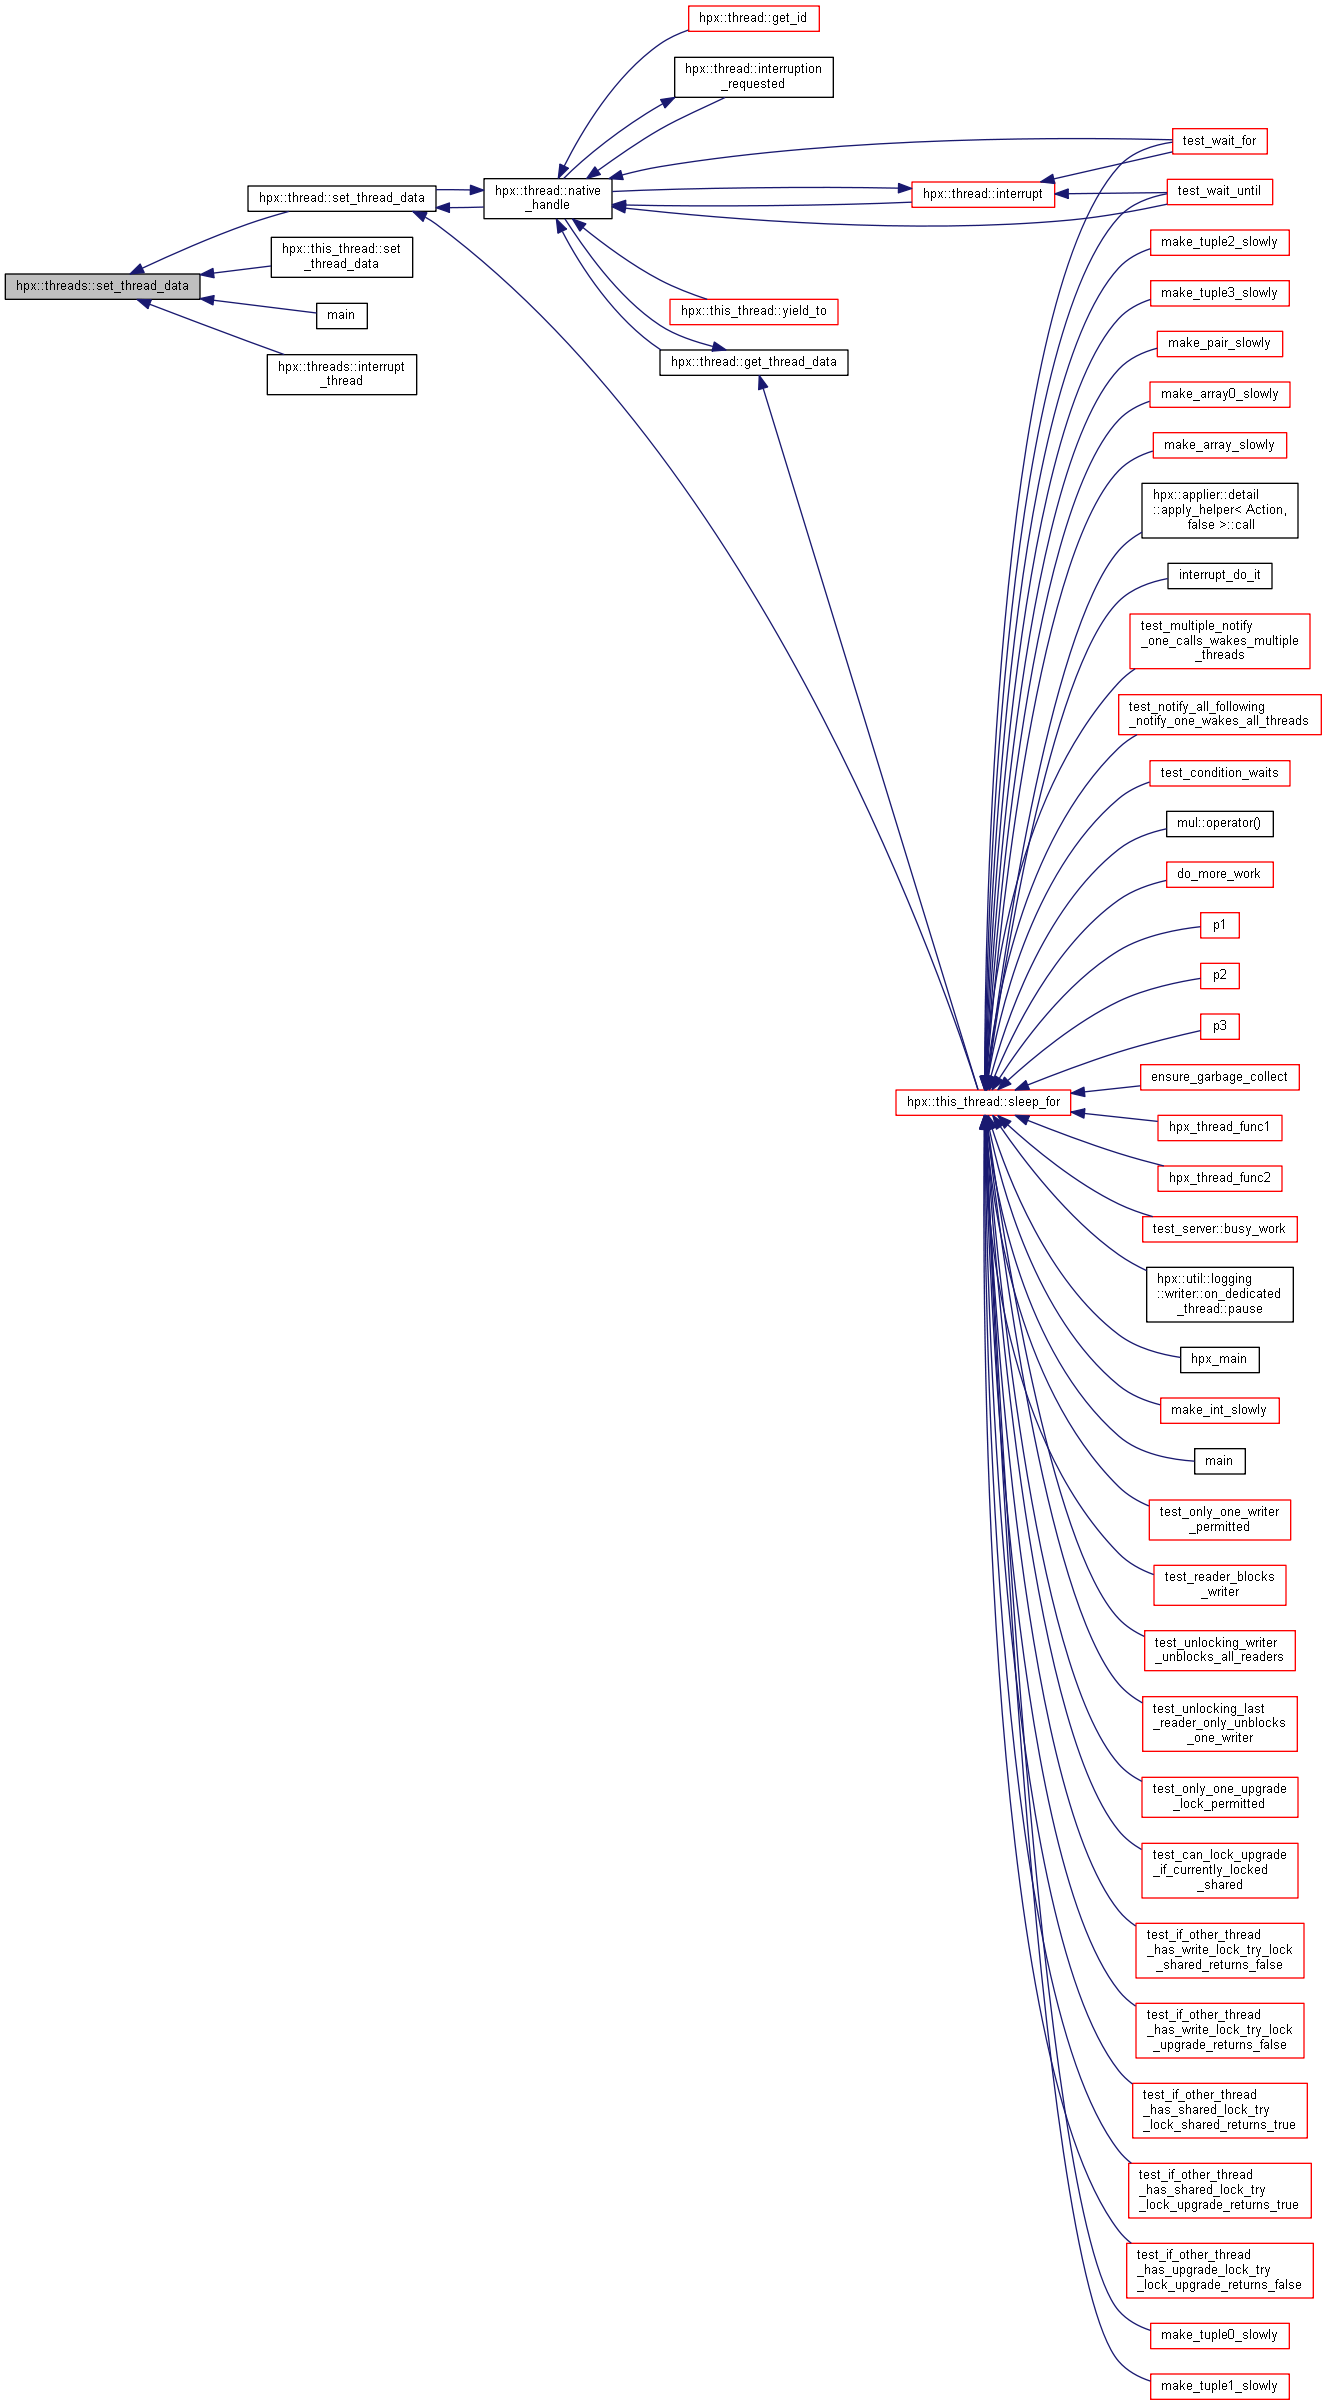 hpx::threads::set_thread_data
hpx::thread::set_thread_data
hpx::this_thread::set
_thread_data
main
hpx::threads::interrupt
_thread
hpx::thread::native
_handle
hpx::thread::get_id
hpx::thread::interruption
_requested
hpx::this_thread::yield_to
hpx::thread::get_thread_data
hpx::thread::interrupt
hpx::this_thread::sleep_for
test_wait_for
test_wait_until
make_tuple2_slowly
make_tuple3_slowly
make_pair_slowly
make_array0_slowly
make_array_slowly
hpx::applier::detail
::apply_helper< Action,
false >::call
interrupt_do_it
test_multiple_notify
_one_calls_wakes_multiple
_threads
test_notify_all_following
_notify_one_wakes_all_threads
test_condition_waits
mul::operator()
do_more_work
p1
p2
p3
ensure_garbage_collect
hpx_thread_func1
hpx_thread_func2
test_server::busy_work
hpx::util::logging
::writer::on_dedicated
_thread::pause
hpx_main
make_int_slowly
main
test_only_one_writer
_permitted
test_reader_blocks
_writer
test_unlocking_writer
_unblocks_all_readers
test_unlocking_last
_reader_only_unblocks
_one_writer
test_only_one_upgrade
_lock_permitted
test_can_lock_upgrade
_if_currently_locked
_shared
test_if_other_thread
_has_write_lock_try_lock
_shared_returns_false
test_if_other_thread
_has_write_lock_try_lock
_upgrade_returns_false
test_if_other_thread
_has_shared_lock_try
_lock_shared_returns_true
test_if_other_thread
_has_shared_lock_try
_lock_upgrade_returns_true
test_if_other_thread
_has_upgrade_lock_try
_lock_upgrade_returns_false
make_tuple0_slowly
make_tuple1_slowly